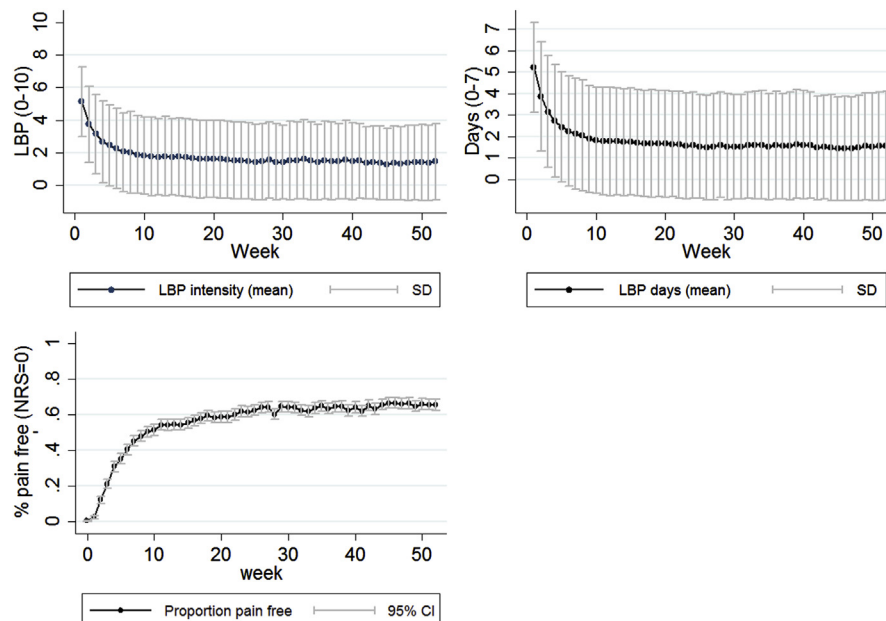 LBP (0–10)
10
8
6
4
2
0
0 10 20 30 40 50
Week
LBP intensity (mean) SD
Days (0–7)
7
6
5
4
3
2
1
0
0 10 20 30 40 50
Week
LBP days (mean) SD
% pain free (NRS=0)
1
.8
.6
.4
.2
0
0 10 20 30 40 50
week
Proportion pain free 95% CI